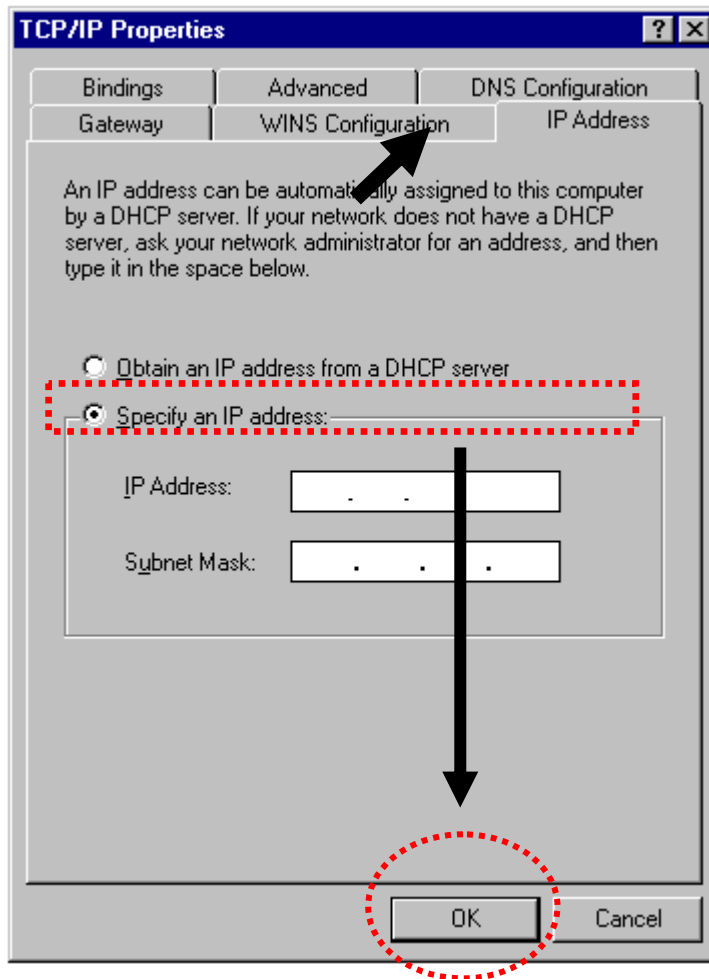 TCP/IP Properties
Bindings Advanced DNS Configuration
Gateway WINS Configuration IP Address
An IP address can be automatically assigned to this computer
by a DHCP server. If your network does not have a DHCP
server, ask your network administrator for an address, and then
type it in the space below.
Obtain an IP address from a DHCP server
Specify an IP address:
IP Address: . .
Subnet Mask: . . .
OK Cancel